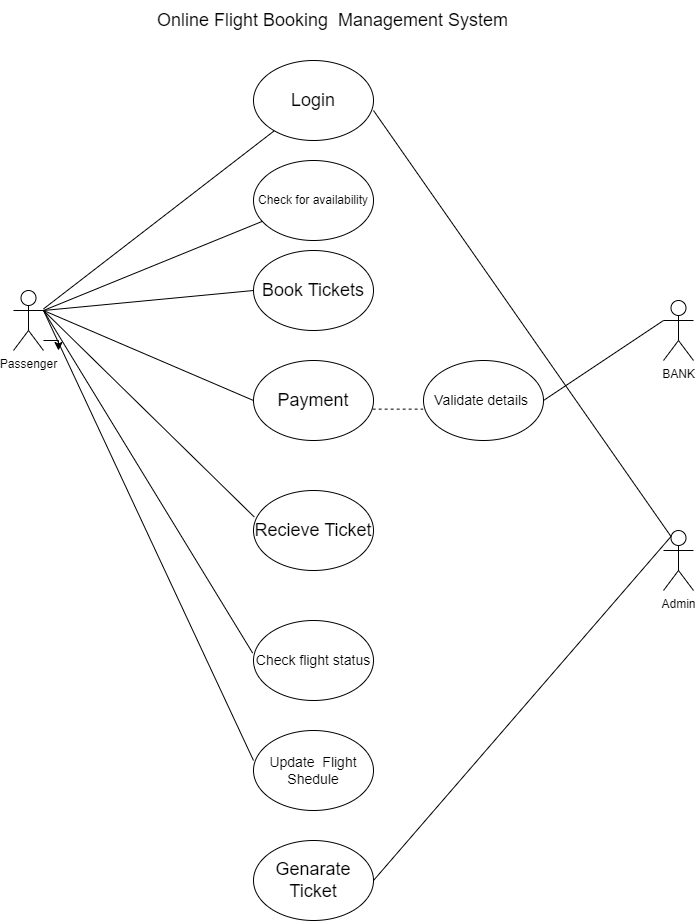 Online Flight Booking  Management System
Login
Check for availability
Book Tickets
Passenger
BANK
Payment
Validate details
Recieve Ticket
Admin
Check flight status
Update  Flight
Shedule
Genarate
Ticket